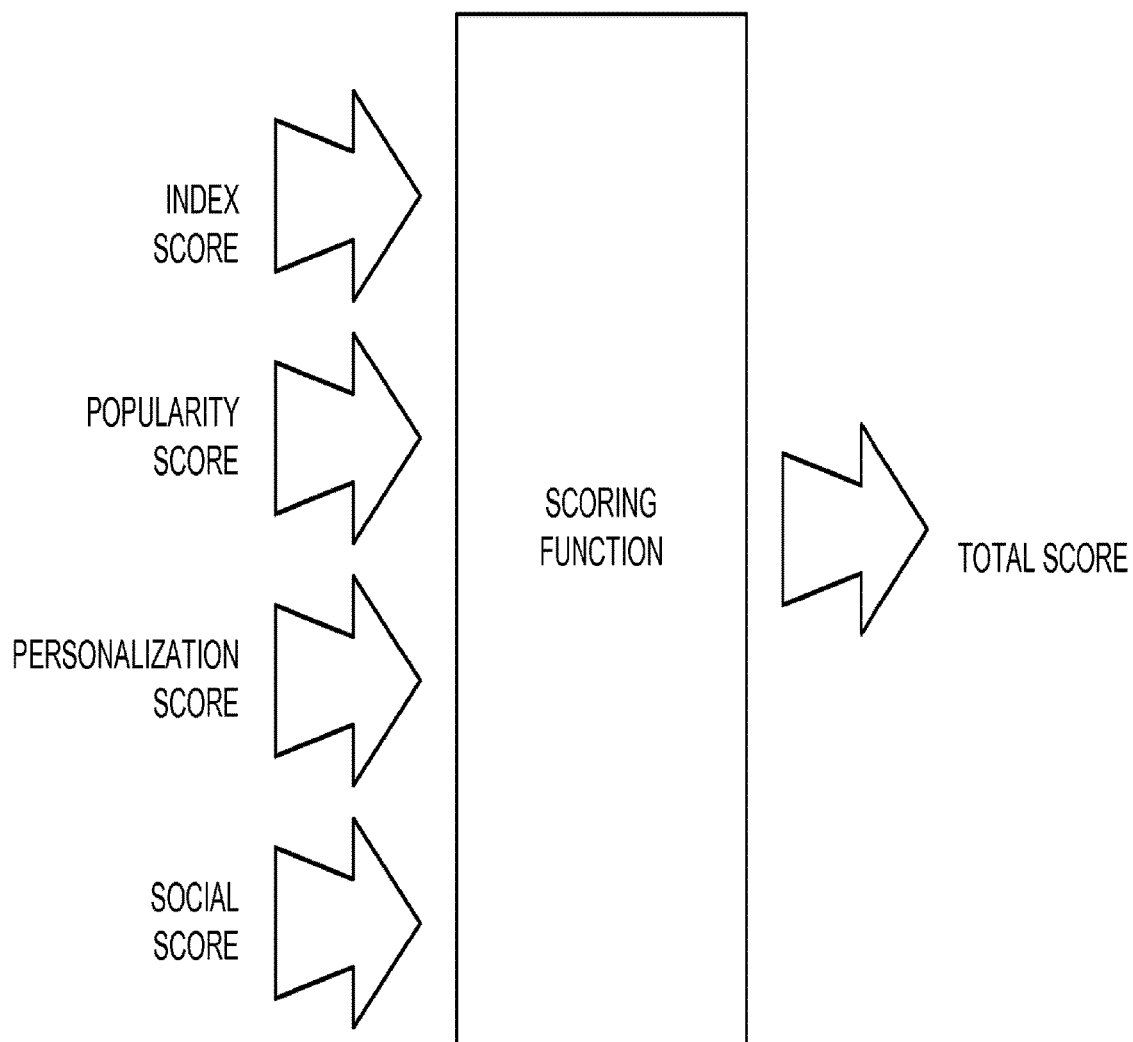 INDEX
SCORE
POPULARITY
SCORE
PERSONALIZATION
SCORE
SOCIAL
SCORE
SCORING
FUNCTION
TOTAL SCORE